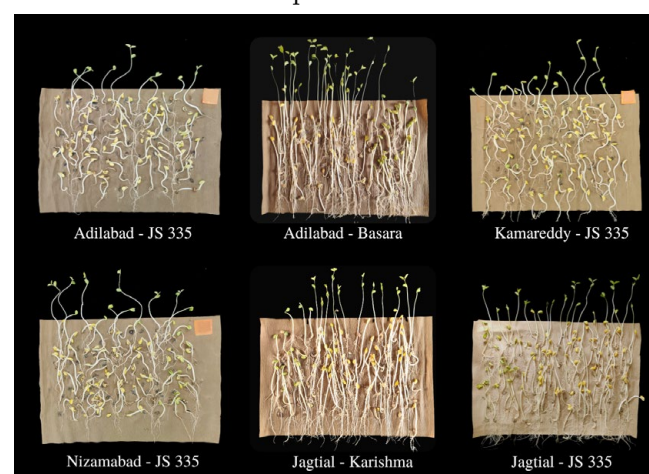 Adilabad - JS 335
Adilabad - Basara
Kamareddy - JS 335
Nizamabad - JS 335
Jagtial - Karishma
Jagtial - JS 335